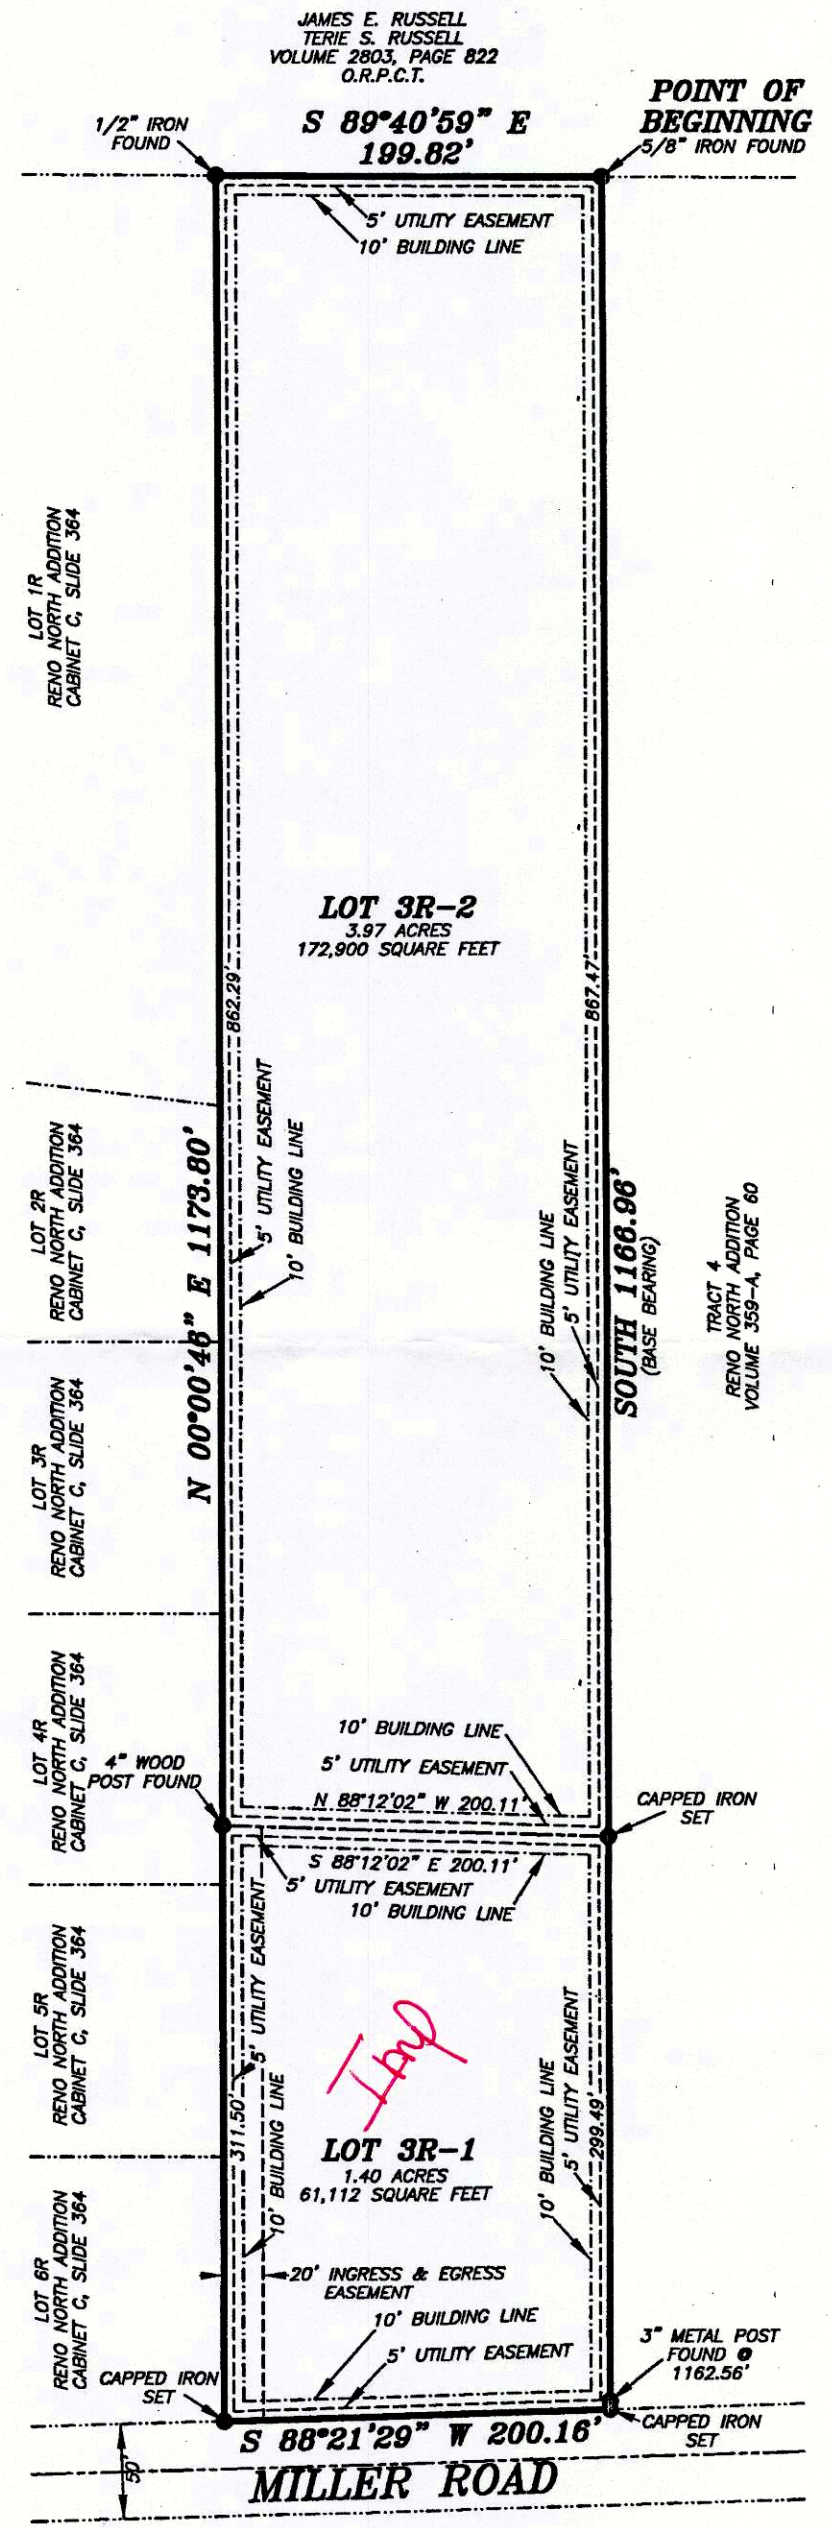 JAMES E. RUSSELL
TERIE S. RUSSELL
VOLUME 2803, PAGE 822
O.R.P.C.T.
POINT OF
BEGINNING
5/8" IRON FOUND
1/2" IRON
FOUND
S 89°40'59" E
199.82'
5' UTILITY EASEMENT
10' BUILDING LINE
LOT 1R
RENO NORTH ADDITION
CABINET C, SLIDE 364
LOT 3R-2
3.97 ACRES
172,900 SQUARE FEET
862.29'
867.47'
5' UTILITY EASEMENT
10' BUILDING LINE
N 00°00'46" E 1173.80'
LOT 2R
RENO NORTH ADDITION
CABINET C, SLIDE 364
10' BUILDING LINE
5' UTILITY EASEMENT
SOUTH 1166.96'
(BASE BEARING)
TRACT 4
RENO NORTH ADDITION
VOLUME 359-A, PAGE 60
LOT 3R
RENO NORTH ADDITION
CABINET C, SLIDE 364
LOT 4R
RENO NORTH ADDITION
CABINET C, SLIDE 364
4" WOOD
POST FOUND
10' BUILDING LINE
5' UTILITY EASEMENT
N 88°12'02" W 200.11'
CAPPED IRON
SET
S 88°12'02" E 200.11'
5' UTILITY EASEMENT
10' BUILDING LINE
LOT 5R
RENO NORTH ADDITION
CABINET C, SLIDE 364
5' UTILITY EASEMENT
311.50'
10' BUILDING LINE
10' BUILDING LINE
5' UTILITY EASEMENT
299.49'
LOT 3R-1
1.40 ACRES
61,112 SQUARE FEET
LOT 6R
RENO NORTH ADDITION
CABINET C, SLIDE 364
20' INGRESS & EGRESS
EASEMENT
10' BUILDING LINE
5' UTILITY EASEMENT
3" METAL POST
FOUND @
1162.56'
CAPPED IRON
SET
CAPPED IRON
SET
S 88°21'29" W 200.16'
50'
MILLER ROAD